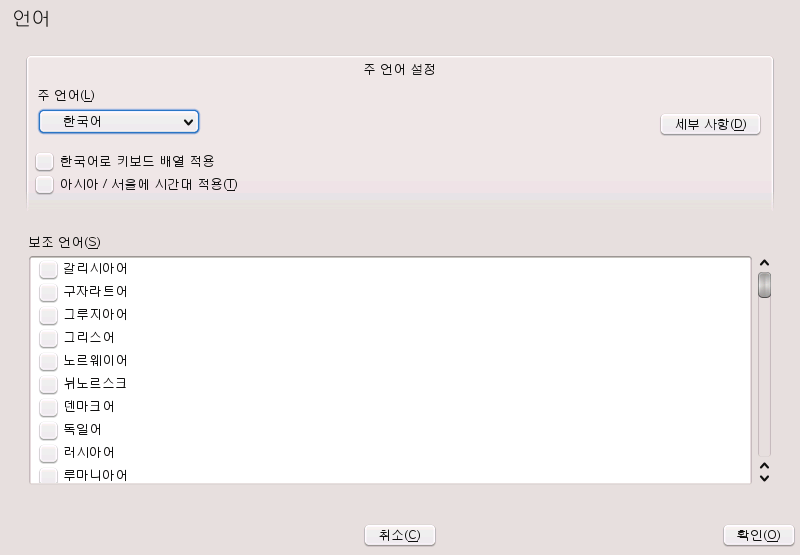 언어
주 언어 설정
주 언어(L)
한국어
세부 사항(D)
한국어로 키보드 배열 적용
아시아 / 서울에 시간대 적용(T)
보조 언어(S)
갈리시아어
구자라트어
그루지아어
그리스어
노르웨이어
뉘노르스크
덴마크어
독일어
러시아어
루마니아어
취소(C)
확인(O)